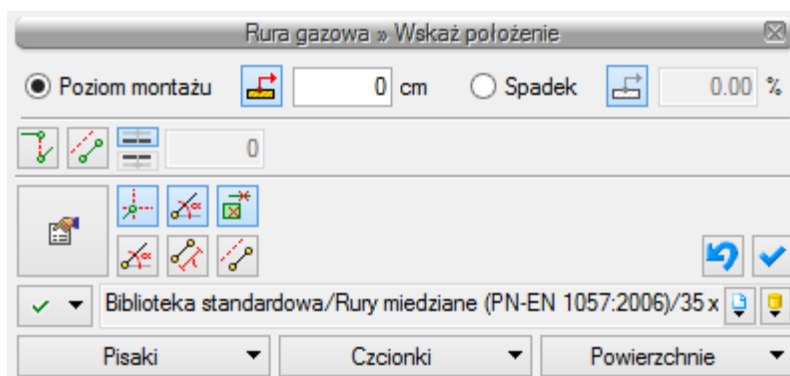 Rura gazowa » Wskaż położenie
Poziom montażu 0 cm Spadek 0.00 %
0
Biblioteka standardowa/Rury miedziane (PN-EN 1057:2006)/35 x
Pisaki Czcionki Powierzchnie